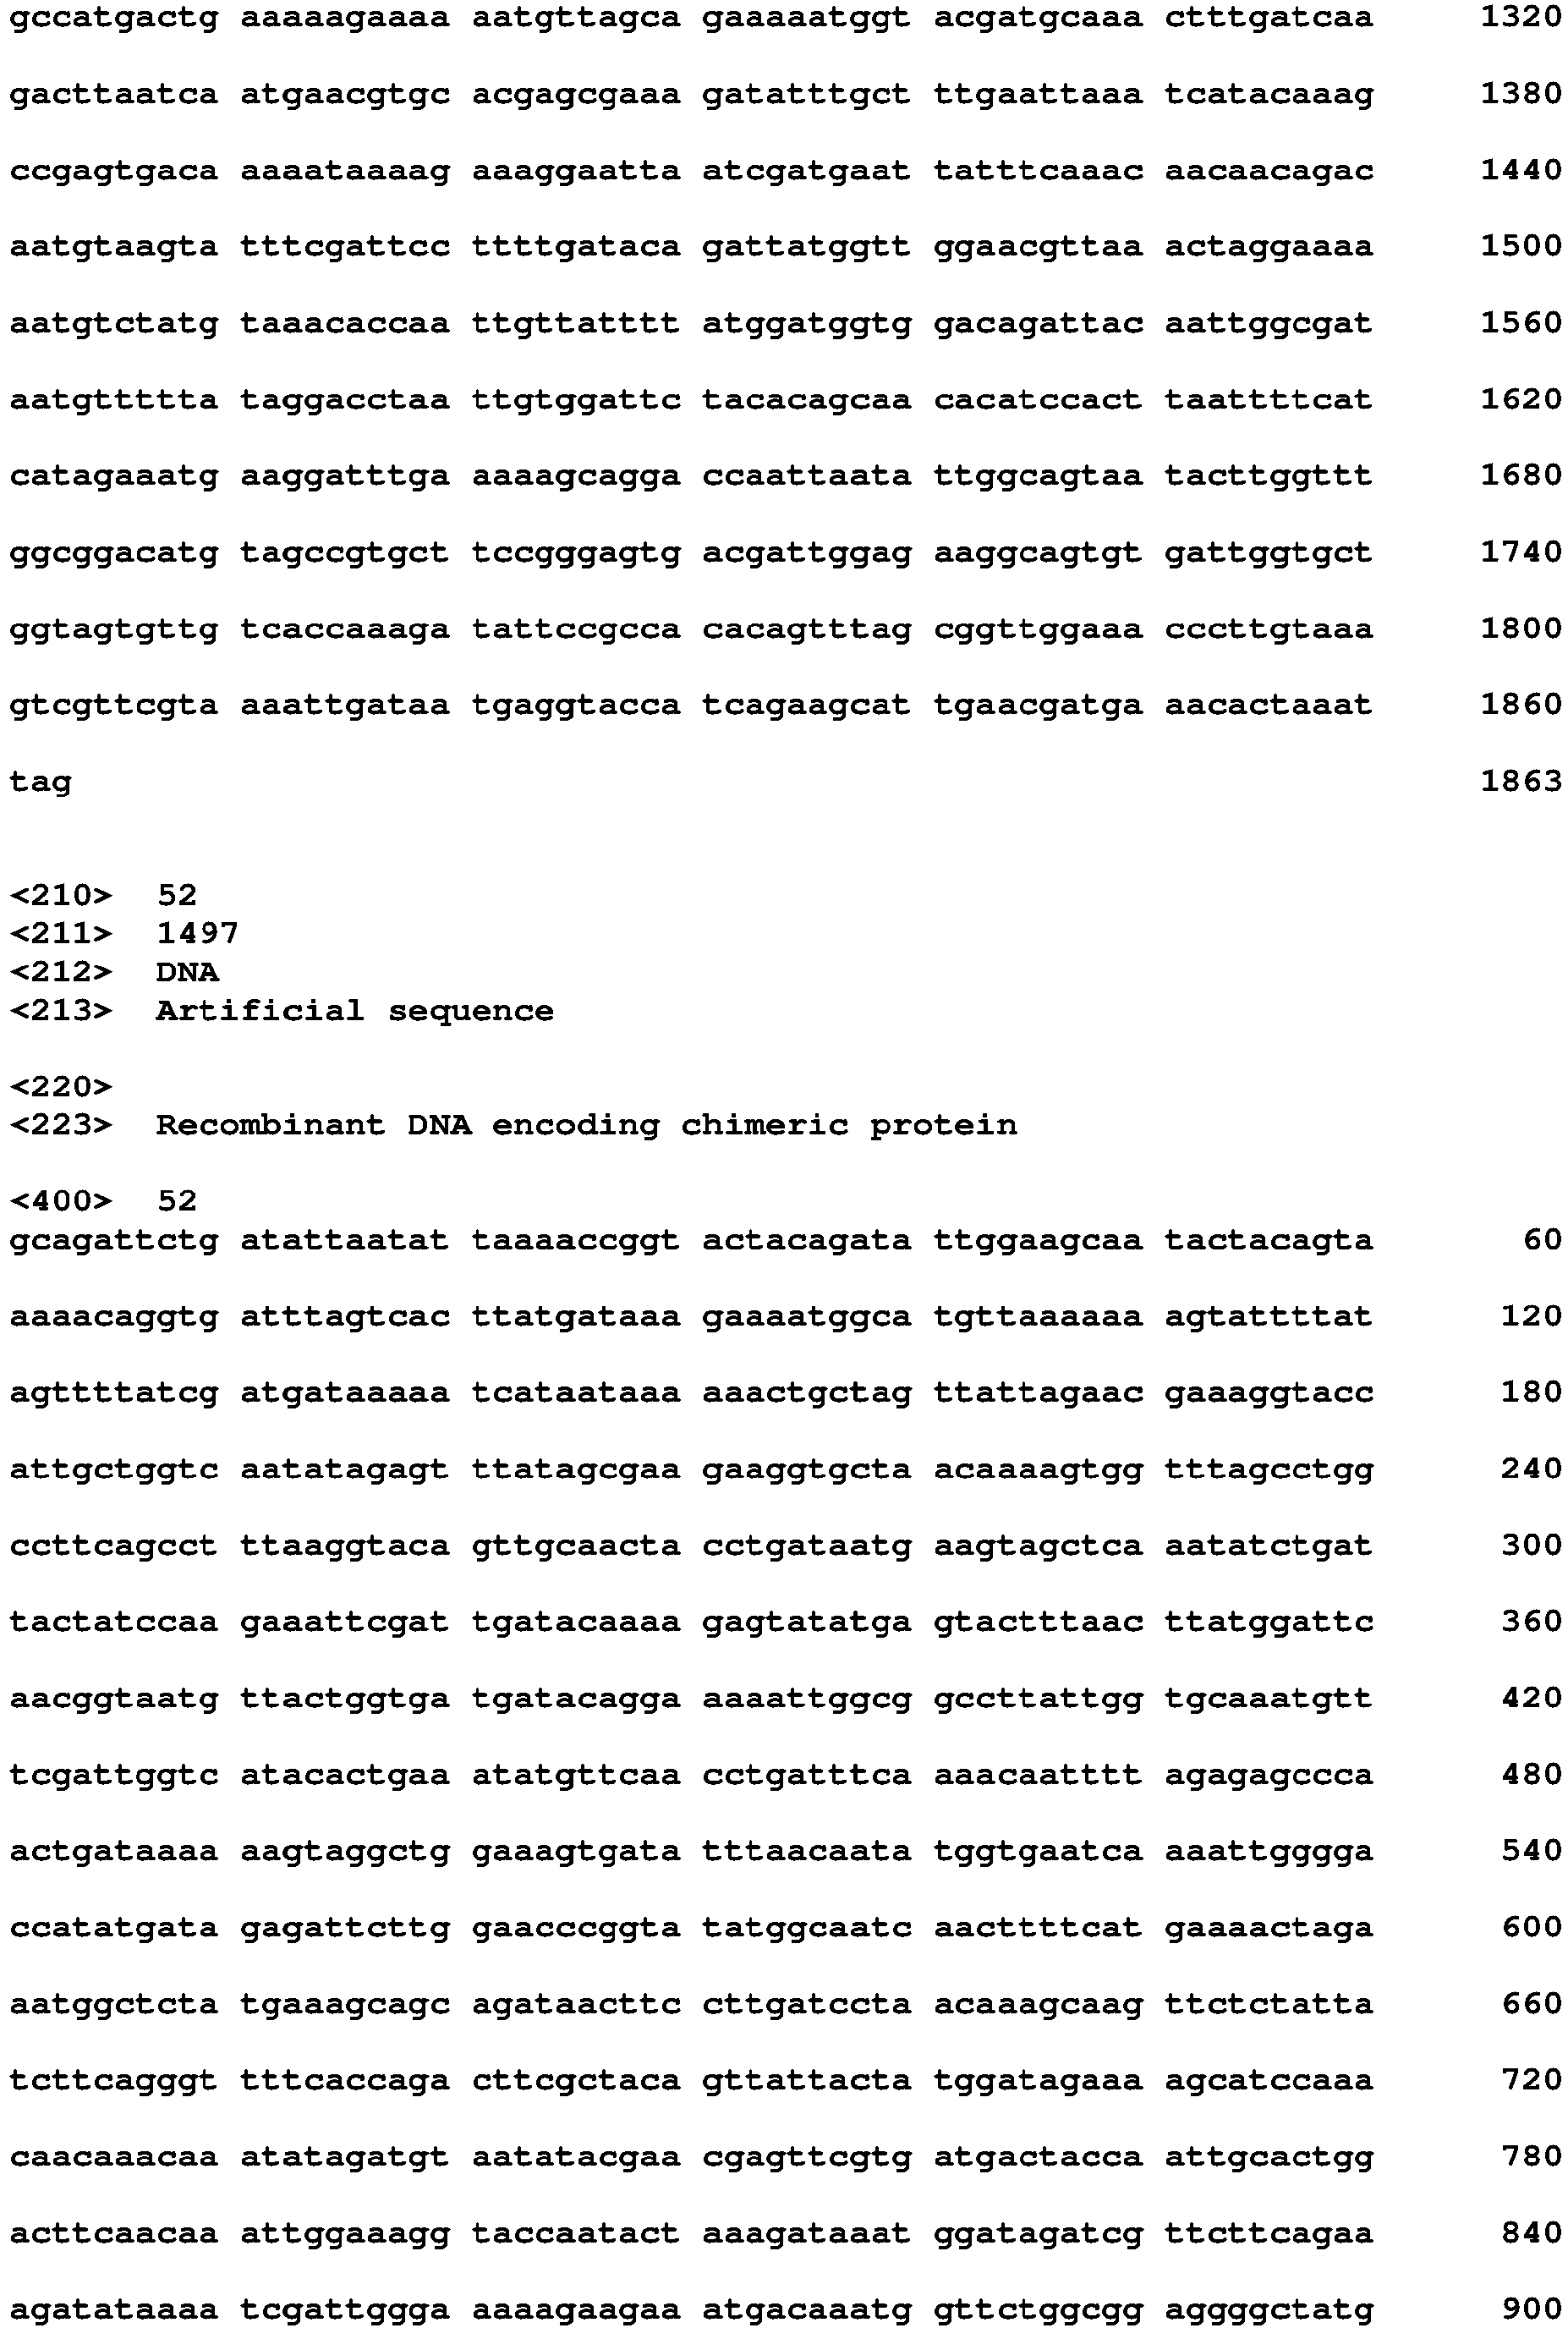 gccatgactg aaaaagaaaa aatgttagca gaaaaatggt acgatgcaaa ctttgatcaa 1320
gacttaatca atgaacgtgc acgagcgaaa gatatttgct ttgaattaaa tcatacaaag 1380
ccgagtgaca aaaataaaag aaaggaatta atcgatgaat tatttcaaac aacaacagac 1440
aatgtaagta tttcgattcc ttttgataca gattatggtt ggaacgttaa actaggaaaa 1500
aatgtctatg taaacaccaa ttgttatttt atggatggtg gacagattac aattggcgat 1560
aatgttttta taggacctaa ttgtggattc tacacagcaa cacatccact taattttcat 1620
catagaaatg aaggatttga aaaagcagga ccaattaata ttggcagtaa tacttggttt 1680
ggcggacatg tagccgtgct tccgggagtg acgattggag aaggcagtgt gattggtgct 1740
ggtagtgttg tcaccaaaga tattccgcca cacagtttag cggttggaaa cccttgtaaa 1800
gtcgttcgta aaattgataa tgaggtacca tcagaagcat tgaacgatga aacactaaat 1860
tag 1863
<210> 52
<211> 1497
<212> DNA
<213> Artificial sequence
<220>
<223> Recombinant DNA encoding chimeric protein
<400> 52
gcagattctg atattaatat taaaaccggt actacagata ttggaagcaa tactacagta 60
aaaacaggtg atttagtcac ttatgataaa gaaaatggca tgttaaaaaa agtattttat 120
agttttatcg atgataaaaa tcataataaa aaactgctag ttattagaac gaaaggtacc 180
attgctggtc aatatagagt ttatagcgaa gaaggtgcta acaaaagtgg tttagcctgg 240
ccttcagcct ttaaggtaca gttgcaacta cctgataatg aagtagctca aatatctgat 300
tactatccaa gaaattcgat tgatacaaaa gagtatatga gtactttaac ttatggattc 360
aacggtaatg ttactggtga tgatacagga aaaattggcg gccttattgg tgcaaatgtt 420
tcgattggtc atacactgaa atatgttcaa cctgatttca aaacaatttt agagagccca 480
actgataaaa aagtaggctg gaaagtgata tttaacaata tggtgaatca aaattgggga 540
ccatatgata gagattcttg gaacccggta tatggcaatc aacttttcat gaaaactaga 600
aatggctcta tgaaagcagc agataacttc cttgatccta acaaagcaag ttctctatta 660
tcttcagggt tttcaccaga cttcgctaca gttattacta tggatagaaa agcatccaaa 720
caacaaacaa atatagatgt aatatacgaa cgagttcgtg atgactacca attgcactgg 780
acttcaacaa attggaaagg taccaatact aaagataaat ggatagatcg ttcttcagaa 840
agatataaaa tcgattggga aaaagaagaa atgacaaatg gttctggcgg aggggctatg 900